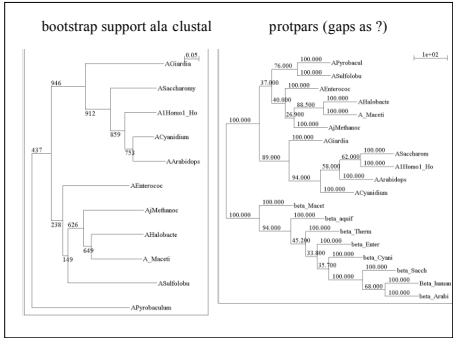 bootstrap support ala clustal
protpars (gaps as ?)
0.05
AGiardia
946
ASaccharomy
912
A1Homo1_Ho
859
ACyanidium
753
AArabidops
437
AEnterococ
238
AjMethanoc
626
AHalobacte
649
149
A_Maceti
ASulfolobu
APyrobaculum
1e+02
100.000 APyrobacul
76.000
100.000 ASulfolobu
37.000
100.000 AEnterococ
40.000
100.000 AHalobacte
88.500
100.000 A_Maceti
26.900
100.000 AjMethanoc
100.000
100.000 AGiardia
89.000
100.000 ASaccharom
62.000
100.000 A1Homo1_Ho
58.000
100.000 AArabidops
94.000
100.000 ACyanidium
100.000 beta_Macet
100.000
100.000 beta_aquif
94.000
100.000 beta_Therm
45.200
100.000 beta_Enter
33.800
100.000 beta_Cyani
35.700
100.000 beta_Sacch
100.000 Beta_human
68.000
100.000 beta_Arabi